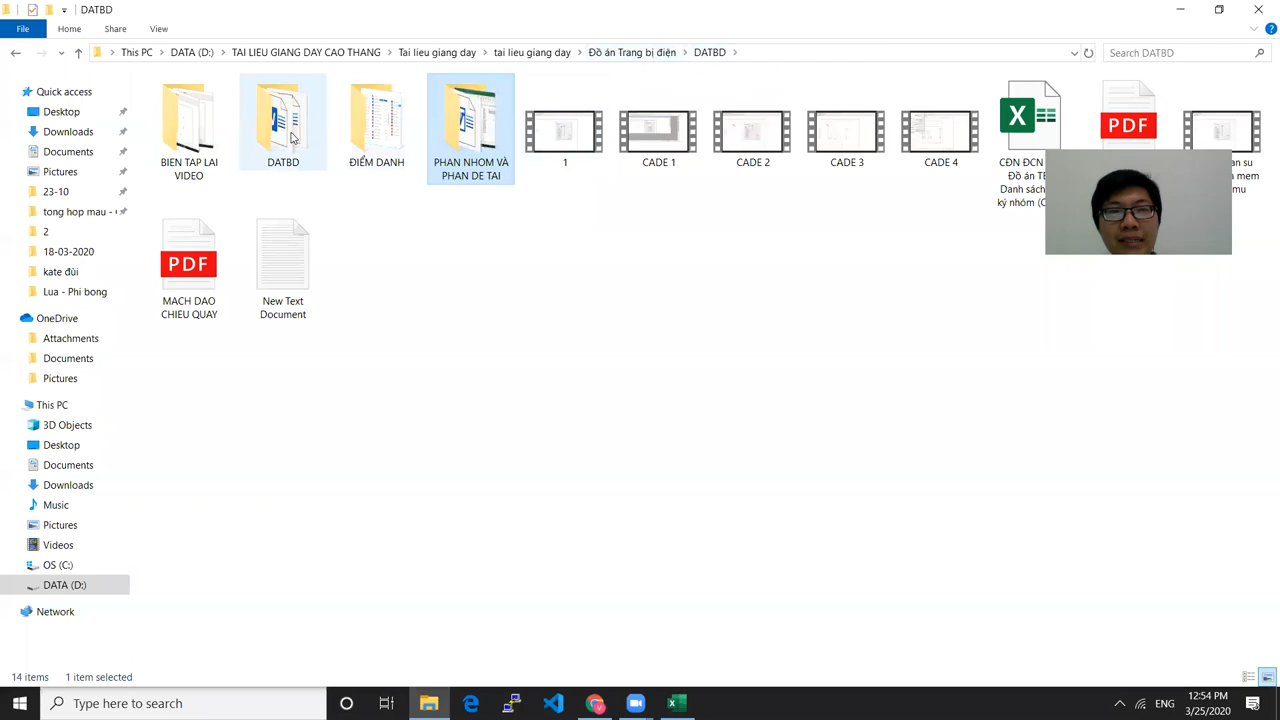 DATBD
File Home Share View
This PC DATA (D:) TAI LIEU GIANG DAY CAO THANG Tai lieu giang day tai lieu giang day Đồ án Trang bị điện DATBD
Search DATBD
Quick access
Desktop
Downloads
Documents
Pictures
23-10
tong hop mau -
2
18-03-2020
kate đùi
Lua - Phi bong
OneDrive
Attachments
Documents
Pictures
This PC
3D Objects
Desktop
Documents
Downloads
Music
Pictures
Videos
OS (C:)
DATA (D:)
Network
BIEN TAP LAI
VIDEO
DATBD
ĐIỂM DANH
PHAN NHOM VÀ
PHAN DE TAI
1
CADE 1
CADE 2
CADE 3
CADE 4
X
CĐN ĐCN
Đồ án TB
Danh sách
ký nhóm (C
PDF
an su
mem
mu
PDF
MACH DAO
CHIEU QUAY
New Text
Document
14 items 1 item selected
Type here to search
ENG
12:54 PM
3/25/2020